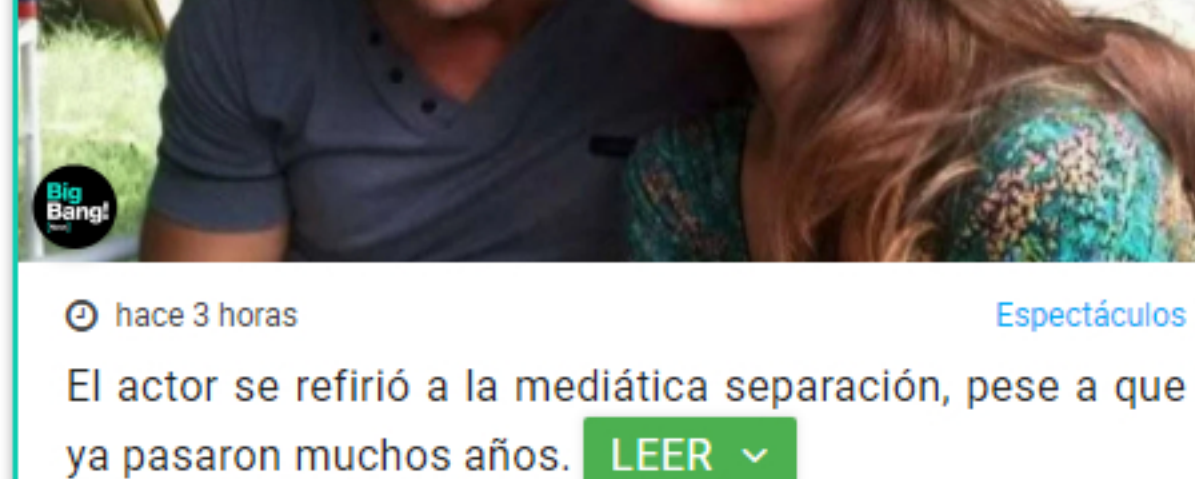 Big
Bang!
hace 3 horas
Espectáculos
El actor se refirió a la mediática separación, pese a que
ya pasaron muchos años. LEER